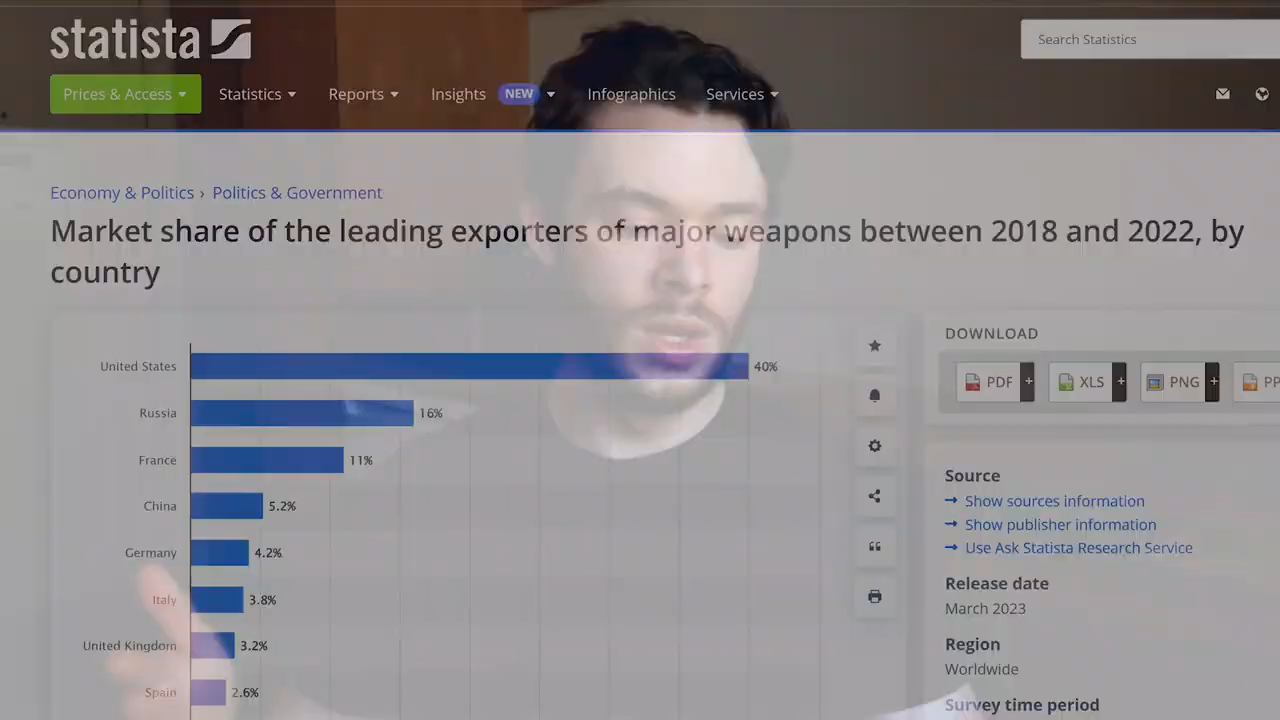 statista
Search Statistics
Prices & Access
Statistics
Reports
Insights
NEW
Infographics
Services
Economy & Politics › Politics & Government
Market share of the leading exporters of major weapons between 2018 and 2022, by
country
DOWNLOAD
PDF +
XLS +
PNG +
PP
United States 40%
Russia 16%
France 11%
China 5.2%
Germany 4.2%
Italy 3.8%
United Kingdom 3.2%
Spain 2.6%
Source
→ Show sources information
→ Show publisher information
→ Use Ask Statista Research Service
Release date
March 2023
Region
Worldwide
Survey time period